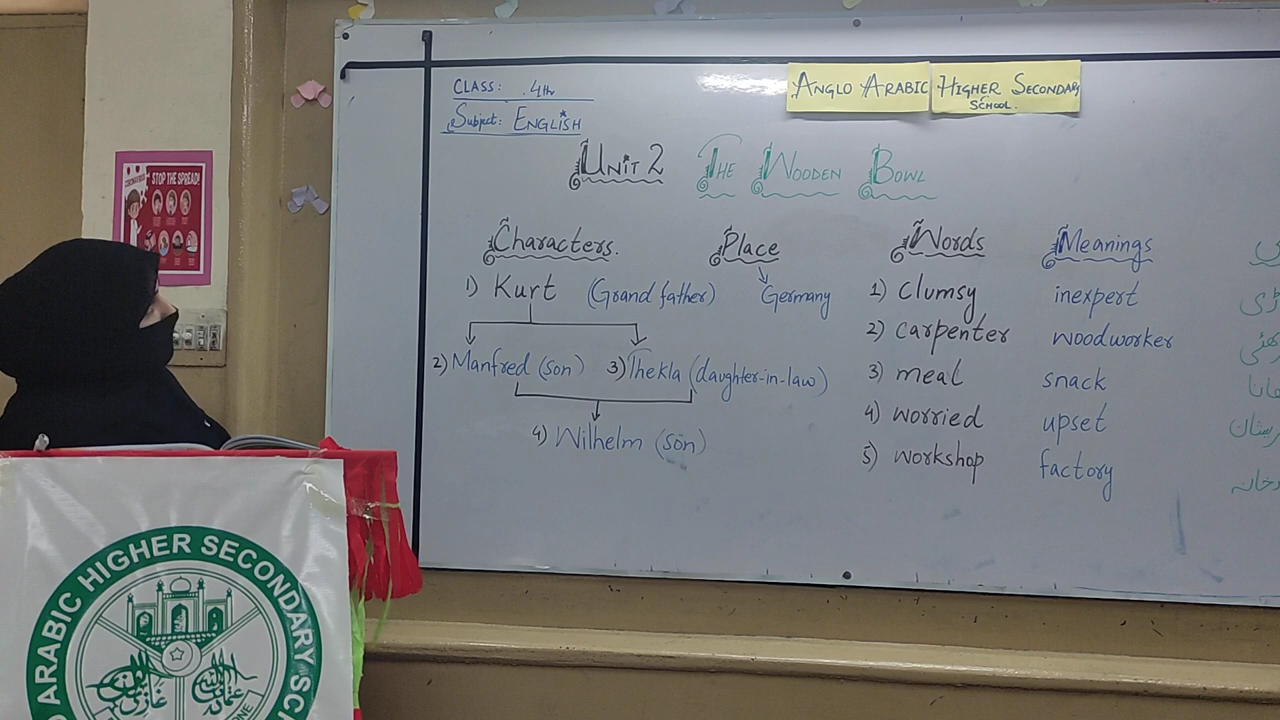 CLASS: 4th
Subject: ENGLISH
ANGLO ARABIC HIGHER SECONDARY
SCHOOL.
UNIT 2 THE WOODEN BOWL
Characters. Place Words Meanings
1) Kurt (Grand father) Germany 1) clumsy inexpert
2) carpenter woodworker
2) Manfred (son) 3) Thekla (daughter-in-law) 3) meal snack
4) worried upset
4) Wilhelm (son) 5) workshop factory
STOP THE SPREAD!
ARABIC HIGHER SECONDARY